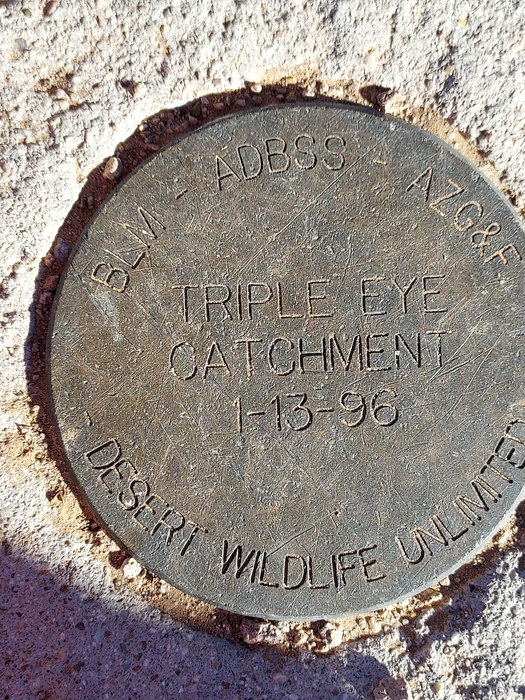 BLM - ADBSS - AZG&F
TRIPLE EYE
CATCHMENT
1-13-96
- DESERT WILDLIFE UNLIMITED